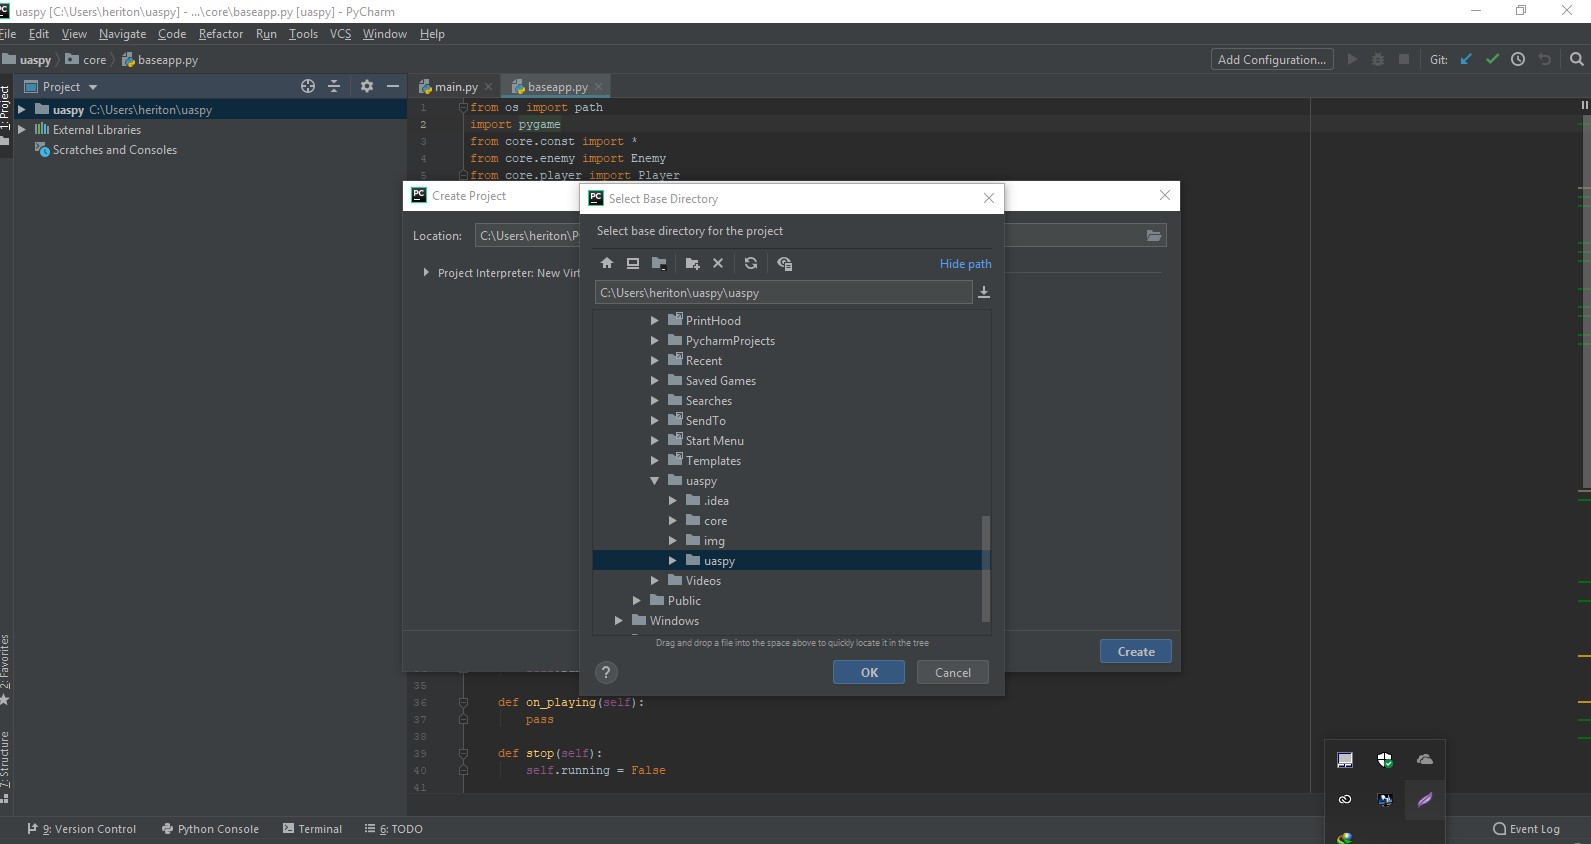 uaspy [C:\Users\heriton\uaspy] - ...\core\baseapp.py [uaspy] - PyCharm
File Edit View Navigate Code Refactor Run Tools VCS Window Help
uaspy core baseapp.py Add Configuration... Git:
Project main.py baseapp.py
1: Project
uaspy C:\Users\heriton\uaspy
External Libraries
Scratches and Consoles
1 from os import path
2 import pygame
3 from core.const import *
4 from core.enemy import Enemy
5 from core.player import Player
Create Project
Location: C:\Users\heriton\P
Project Interpreter: New Virt
Create
Select Base Directory
Select base directory for the project
Hide path
C:\Users\heriton\uaspy\uaspy
PrintHood
PycharmProjects
Recent
Saved Games
Searches
SendTo
Start Menu
Templates
uaspy
.idea
core
img
uaspy
Videos
Public
Windows
Drag and drop a file into the space above to quickly locate it in the tree
? OK Cancel
35
36 def on_playing(self):
37 pass
38
39 def stop(self):
40 self.running = False
41
2: Favorites
7: Structure
9: Version Control Python Console Terminal 6: TODO Event Log